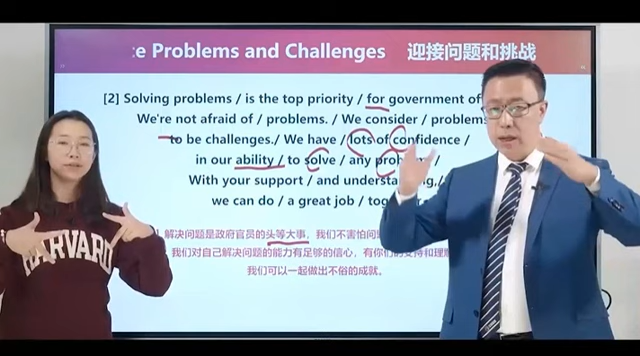 e Problems and Challenges 迎接问题和挑战
[2] Solving problems / is the top priority / for government of
We're not afraid of / problems. / We consider / problems
to be challenges./ We have / lots of confidence /
in our ability / to solve / any
With your support / and understanding,/
we can do / a great job /
解决问题是政府官员的头等大事，我们不害怕问
我们对自己解决问题的能力有足够的信心，有你们的支持和理
我们可以一起做出不俗的成就。
HARVARD